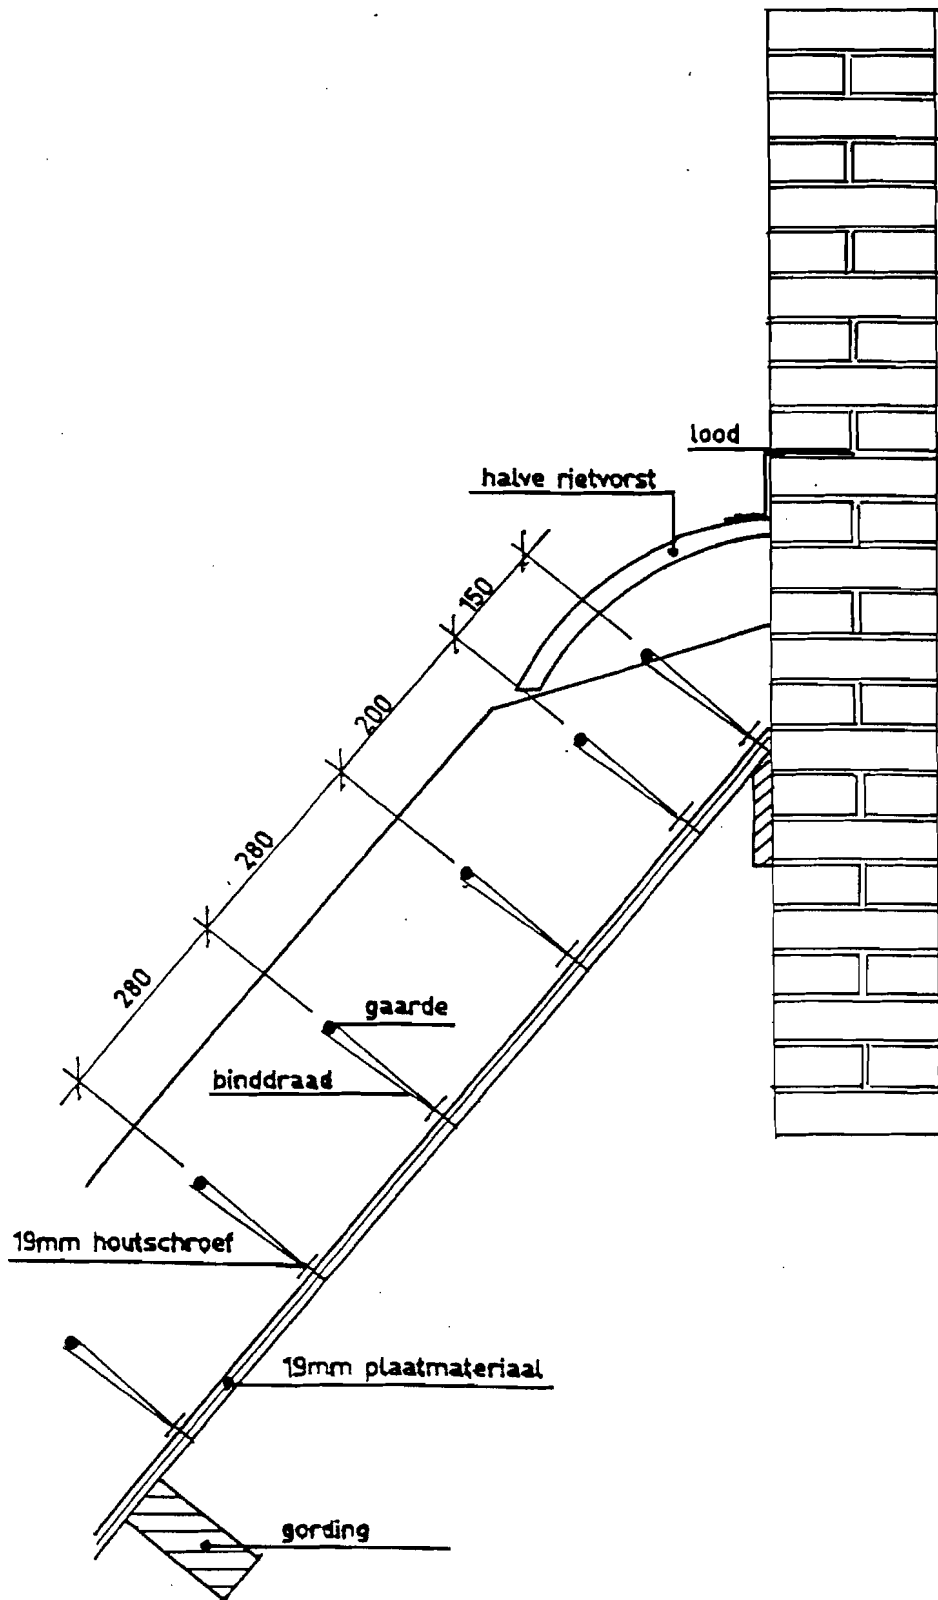 lood
halve rietvorst
150
200
280
280
gaarde
binddraad
19mm houtschroef
19mm plaatmateriaal
gording